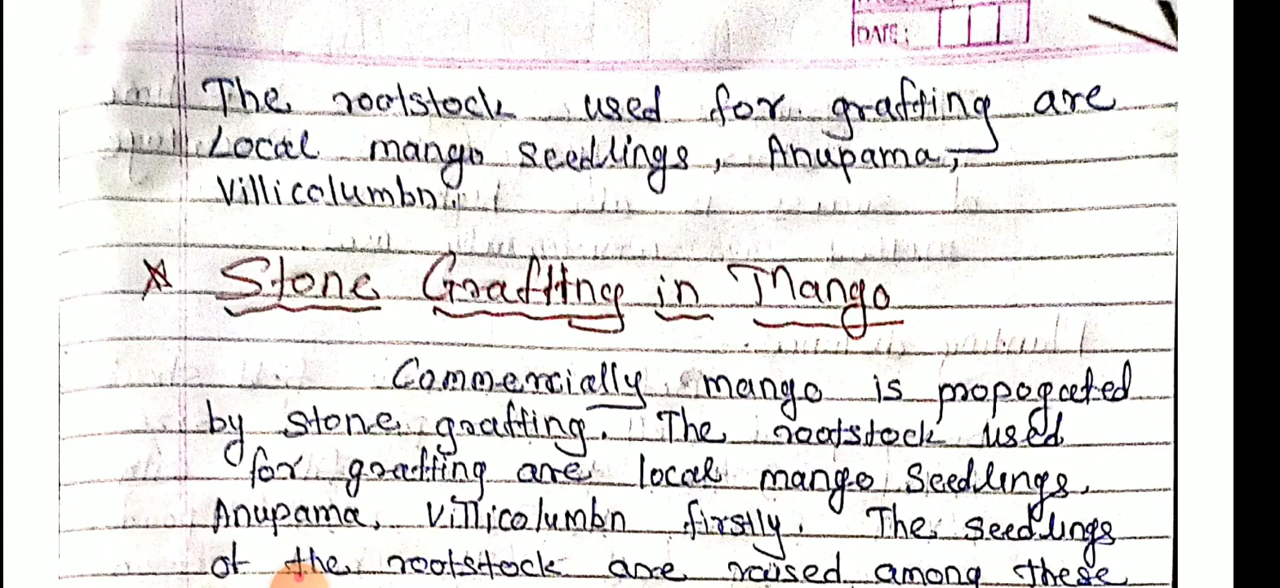 DATE:
The rootstock used for grafting are
Local mango seedlings, Anupama,
Villicolumbn.
Stone Grafting in Mango
Commercially mango is propogated
by stone grafting. The rootstock used
for grafting are local mango seedlings,
Anupama, Villicolumbn firstly. The seedlings
of the rootstock are raised among these